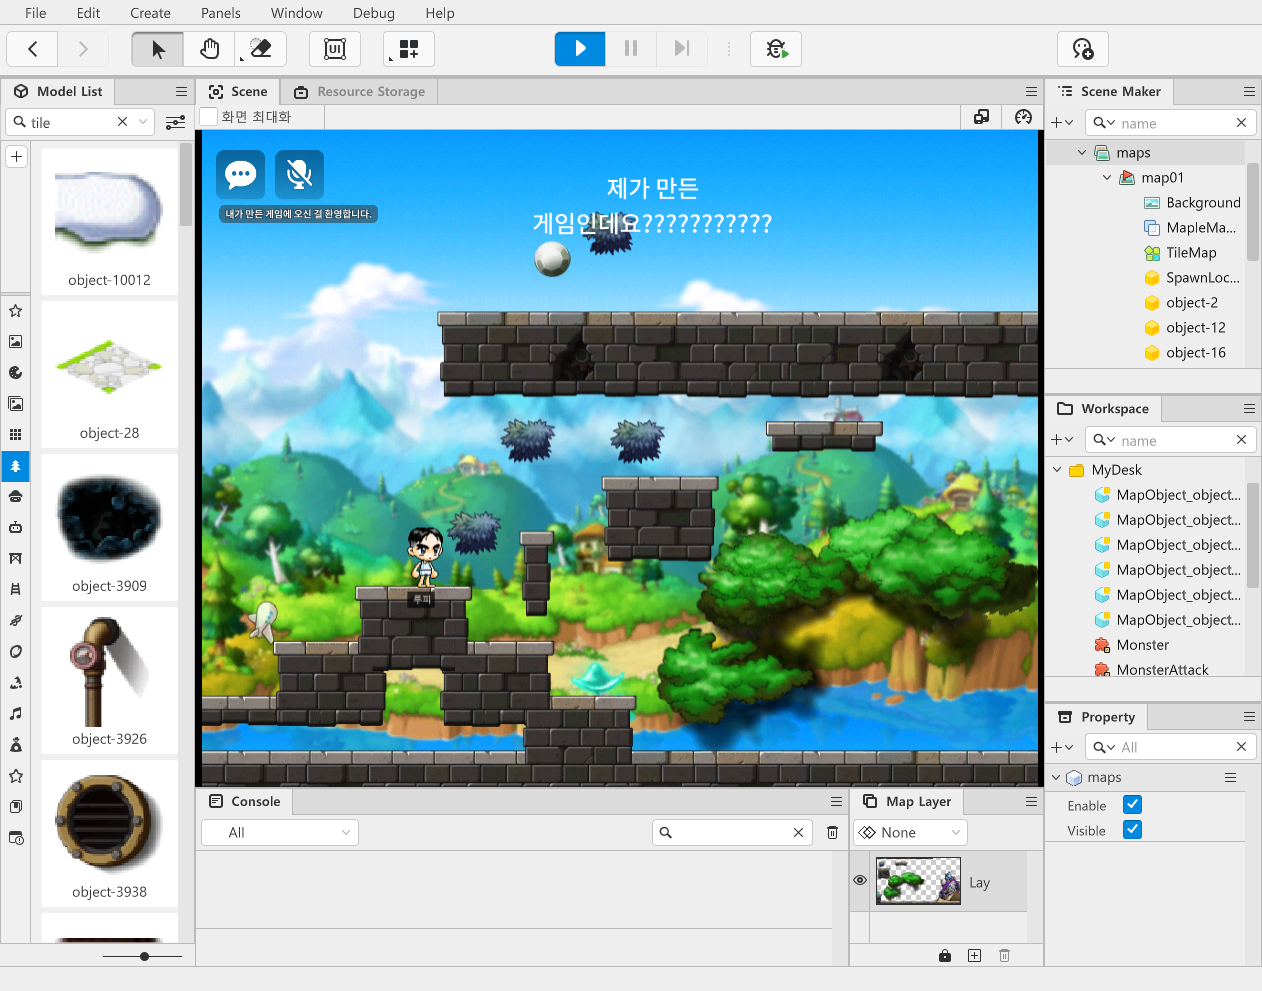 File Edit Create Panels Window Debug Help
UI
Model List
tile
object-10012
object-28
object-3909
object-3926
object-3938
Scene Resource Storage
화면 최대화
내가 만든 게임에 오신 걸 환영합니다.
제가 만든
게임인데요???????????
루피
Console
All
Map Layer
None
Lay
Scene Maker
name
maps
map01
Background
MapleMa...
TileMap
SpawnLoc...
object-2
object-12
object-16
Workspace
name
MyDesk
MapObject_object...
MapObject_object...
MapObject_object...
MapObject_object...
MapObject_object...
MapObject_object...
Monster
MonsterAttack
Property
All
maps
Enable
Visible